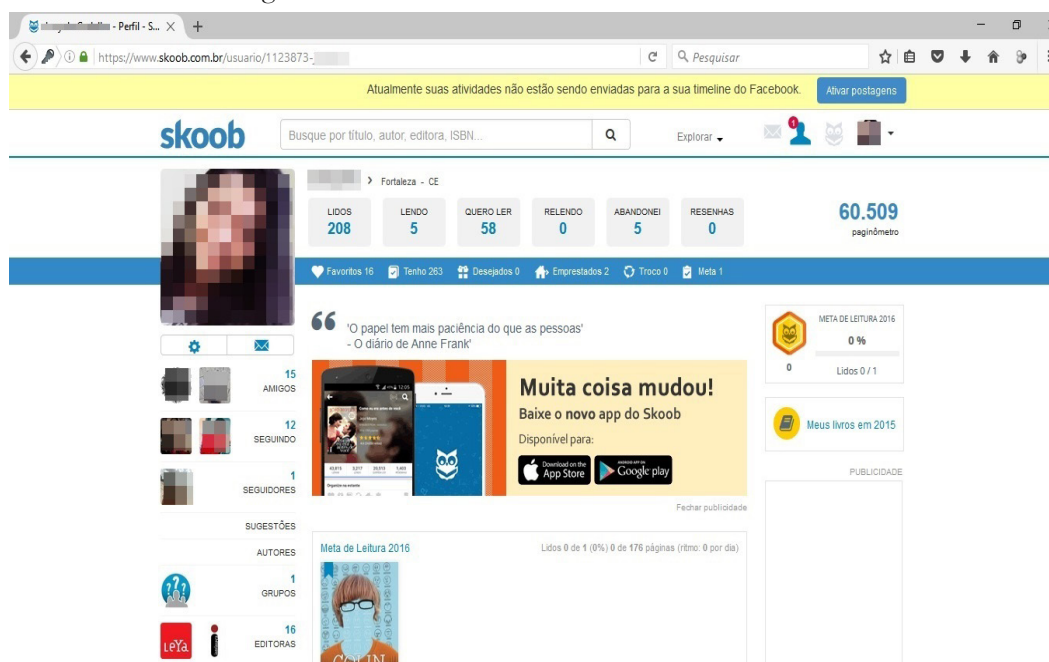 - Perfil - S...
https://www.skoob.com.br/usuario/1123873-
Pesquisar
Atualmente suas atividades não estão sendo enviadas para a sua timeline do Facebook. Ativar postagens
skoob
Busque por título, autor, editora, ISBN...
Explorar
1
> Fortaleza - CE
LIDOS LENDO QUERO LER RELENDO ABANDONEI RESENHAS
208 5 58 0 5 0
60.509
paginômetro
Favoritos 16 Tenho 263 Desejados 0 Emprestados 2 Troco 0 Meta 1
'O papel tem mais paciência do que as pessoas'
- O diário de Anne Frank'
META DE LEITURA 2016
0 %
0 Lidos 0 / 1
15
AMIGOS
12
SEGUINDO
1
SEGUIDORES
SUGESTÕES
AUTORES
1
GRUPOS
16
EDITORAS
LeYa
Muita coisa mudou!
Baixe o novo app do Skoob
Disponível para:
Download on the
App Store
ANDROID APP ON
Google play
Fechar publicidade
Meus livros em 2015
PUBLICIDADE
Meta de Leitura 2016
Lidos 0 de 1 (0%) 0 de 176 páginas (ritmo: 0 por dia)